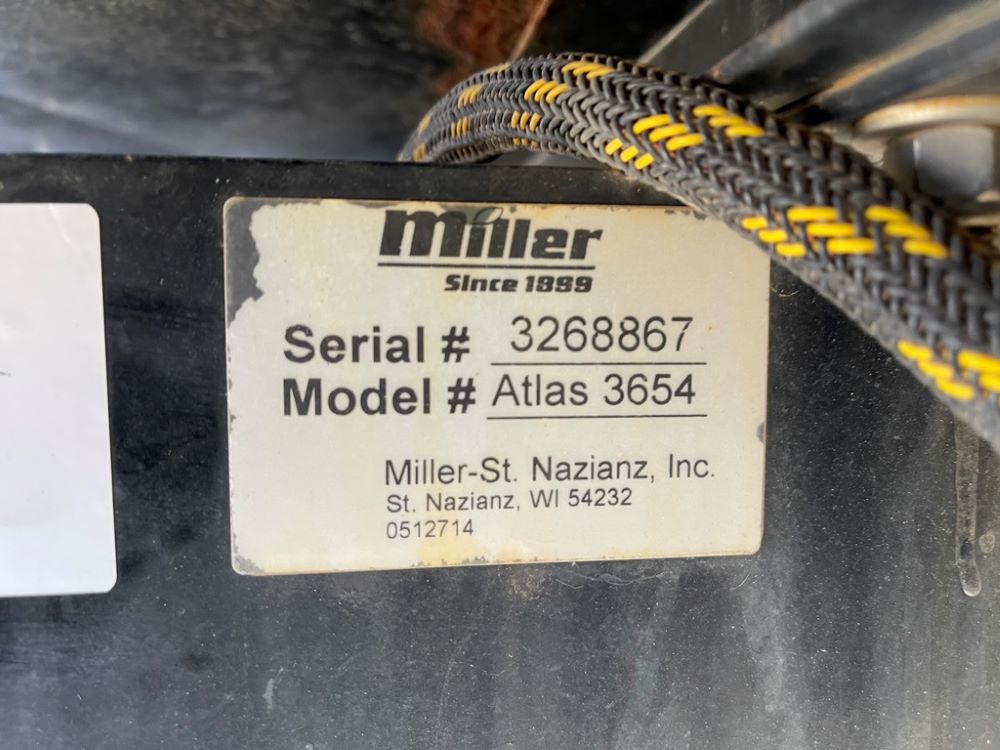 Miller
Since 1899
Serial # 3268867
Model # Atlas 3654
Miller-St. Nazianz, Inc.
St. Nazianz, WI 54232
0512714